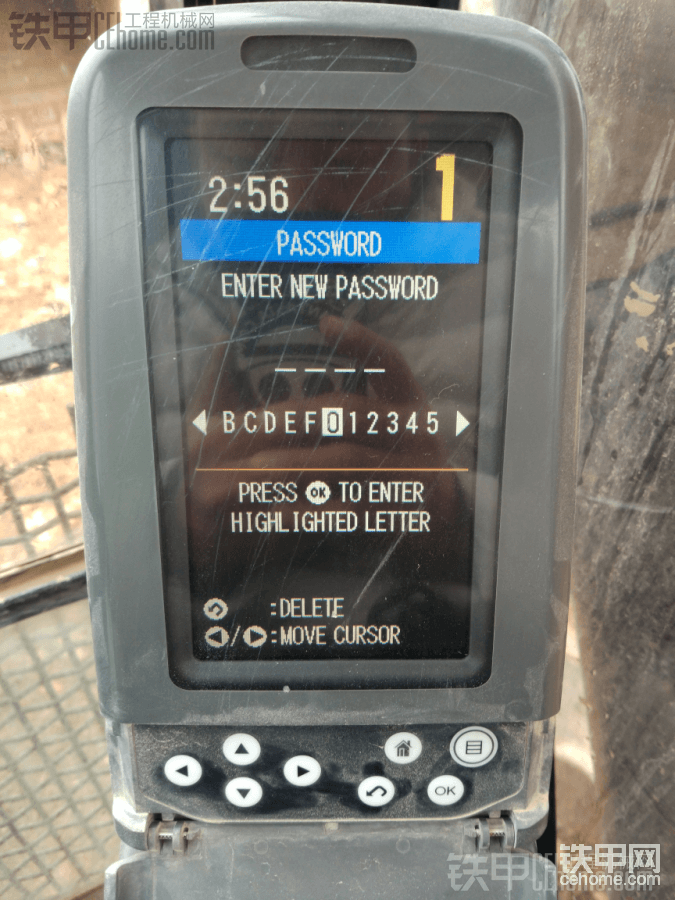 铁甲 工程机械网
CEhome.com
2:56
1
PASSWORD
ENTER NEW PASSWORD
BCDEF012345
PRESS OK TO ENTER
HIGHLIGHTED LETTER
:DELETE
/ :MOVE CURSOR
OK
铁甲网
cehome.com